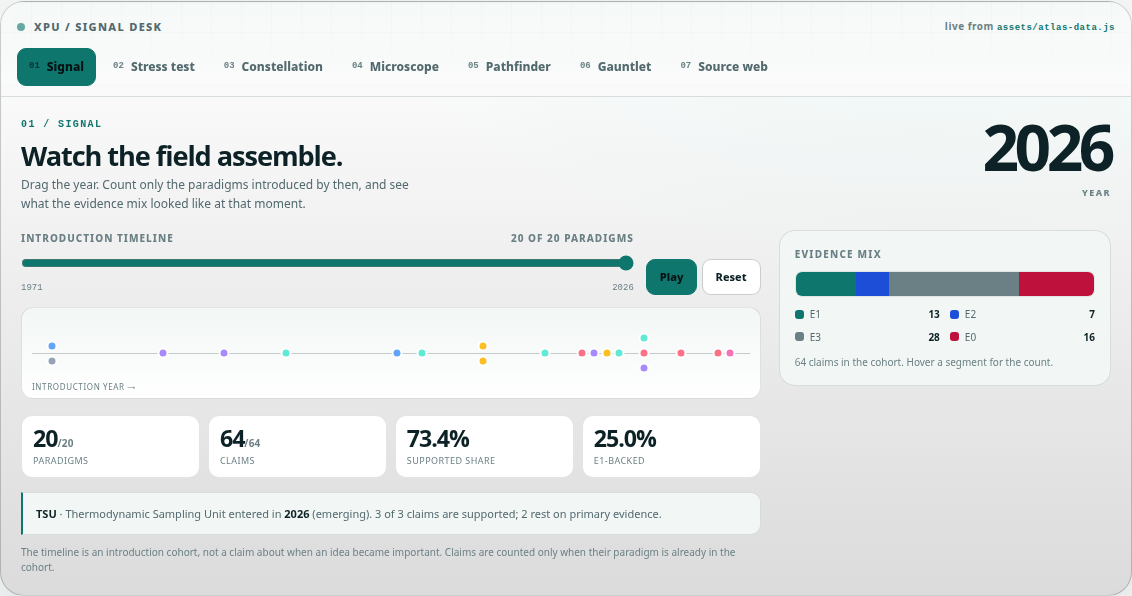 XPU / SIGNAL DESK
live from assets/atlas-data.js
01 Signal
02 Stress test
03 Constellation
04 Microscope
05 Pathfinder
06 Gauntlet
07 Source web
01 / SIGNAL
Watch the field assemble.
Drag the year. Count only the paradigms introduced by then, and see
what the evidence mix looked like at that moment.
2026
YEAR
INTRODUCTION TIMELINE
20 OF 20 PARADIGMS
1971
2026
Play
Reset
INTRODUCTION YEAR →
20/20
PARADIGMS
64/64
CLAIMS
73.4%
SUPPORTED SHARE
25.0%
E1-BACKED
TSU · Thermodynamic Sampling Unit entered in 2026 (emerging). 3 of 3 claims are supported; 2 rest on primary evidence.
The timeline is an introduction cohort, not a claim about when an idea became important. Claims are counted only when their paradigm is already in the
cohort.
EVIDENCE MIX
E1 13
E2 7
E3 28
E0 16
64 claims in the cohort. Hover a segment for the count.